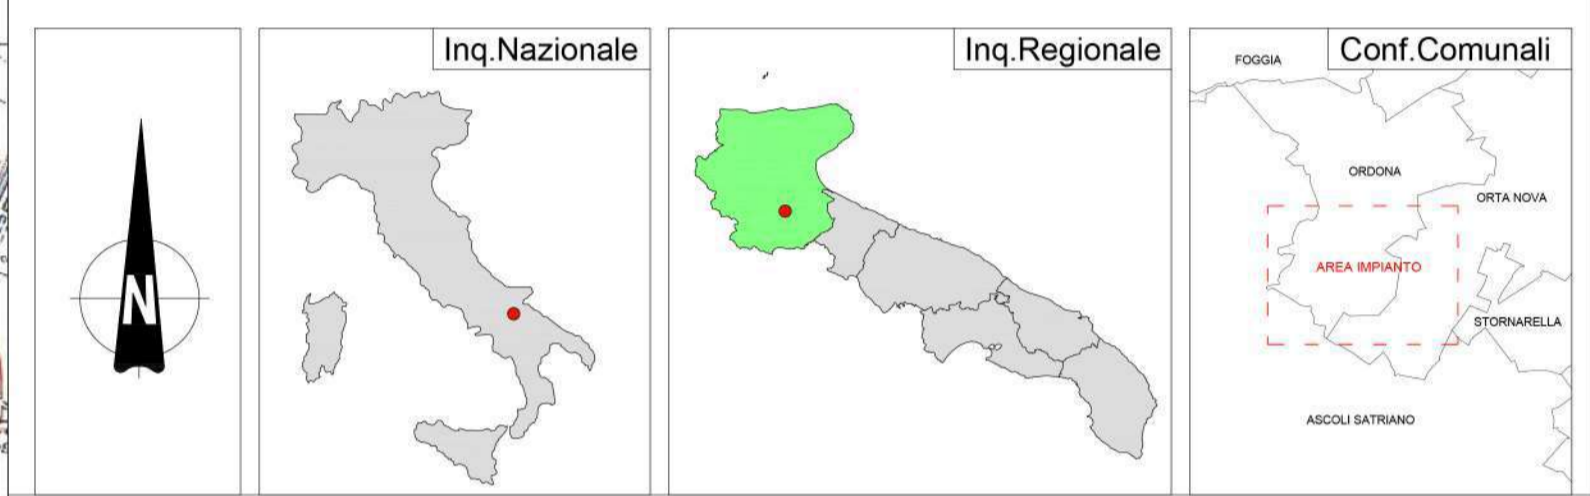 N
Inq.Nazionale
Inq.Regionale
Conf.Comunali
FOGGIA
ORDONA
ORTA NOVA
AREA IMPIANTO
STORNARELLA
ASCOLI SATRIANO